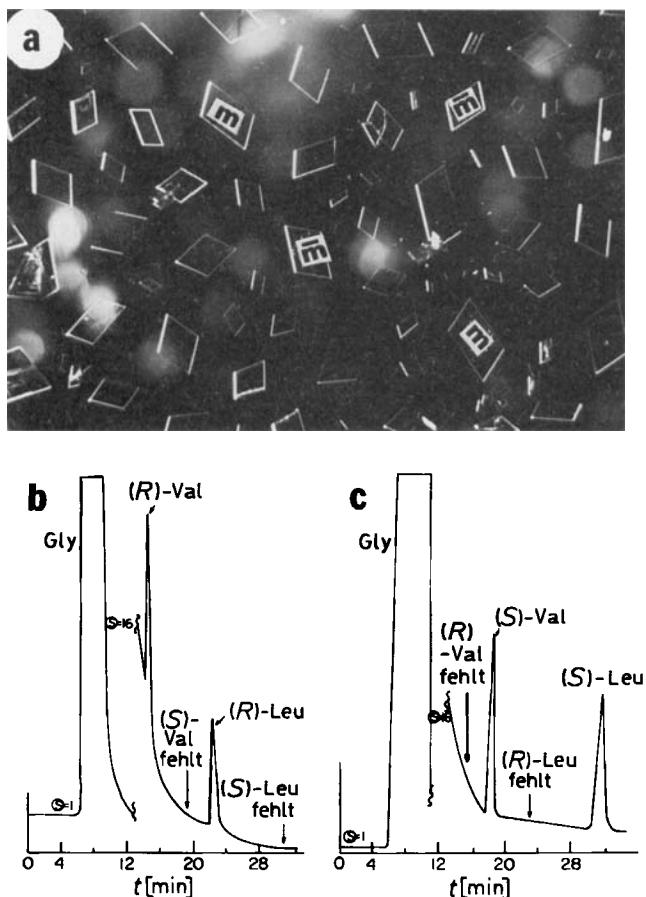 a
b
(R)-Val
Gly
Ⓢ=16
(S)-
Val
fehlt
(R)-Leu
(S)-Leu
fehlt
Ⓢ=1
0 4 12 20 28
t[min]
c
Gly
(R)
-Val
fehlt
(S)-Val
(S)-Leu
Ⓢ=16
(R)-Leu
fehlt
Ⓢ=1
0 4 12 20 28
t[min]